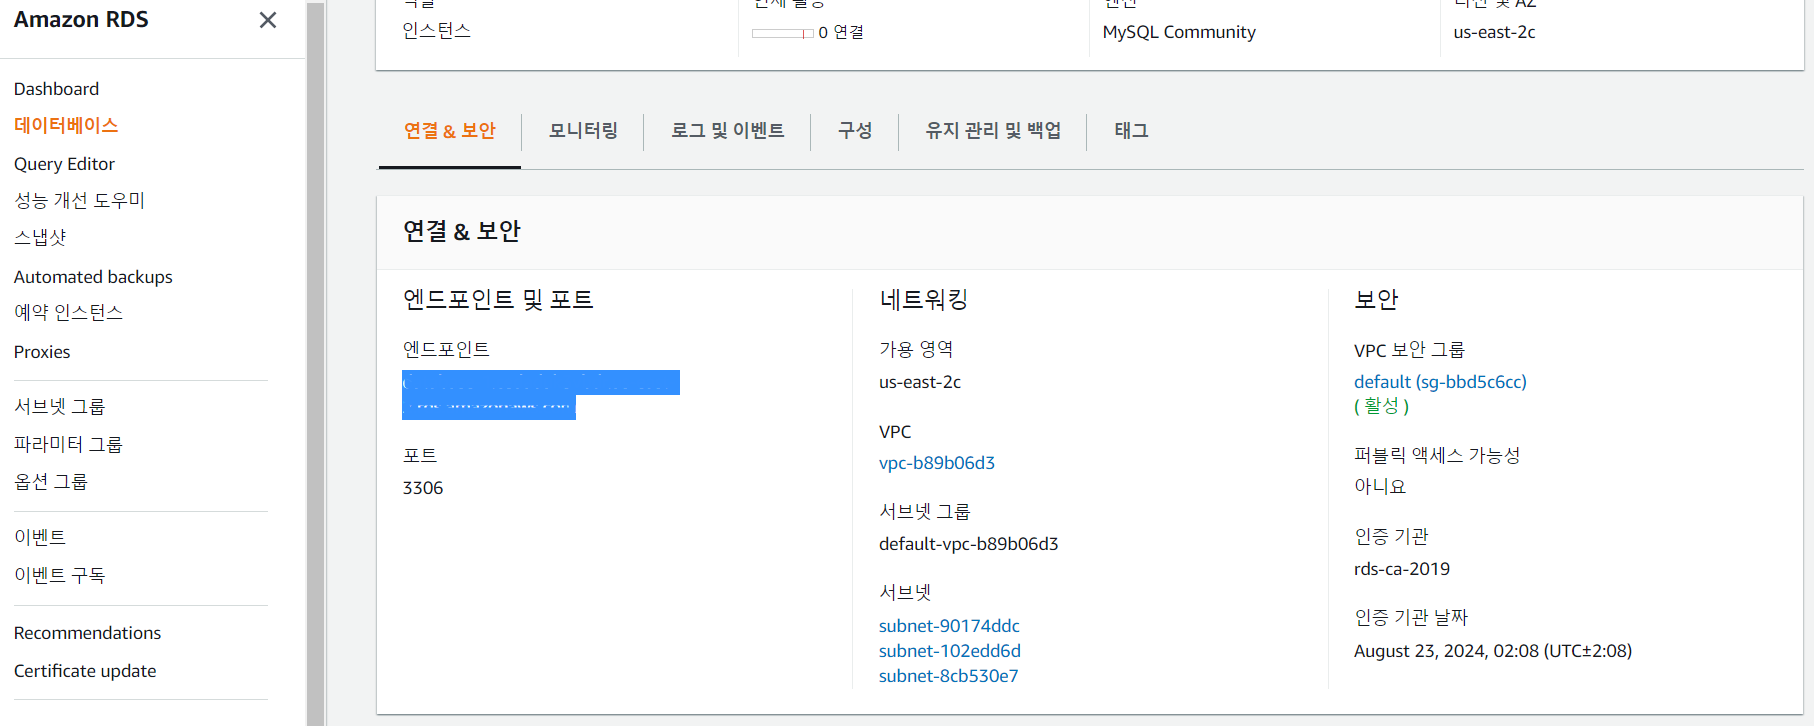 Amazon RDS
Dashboard
데이터베이스
Query Editor
성능 개선 도우미
스냅샷
Automated backups
예약 인스턴스
Proxies
서브넷 그룹
파라미터 그룹
옵션 그룹
이벤트
이벤트 구독
Recommendations
Certificate update
인스턴스
0 연결
MySQL Community
us-east-2c
연결 & 보안
모니터링
로그 및 이벤트
구성
유지 관리 및 백업
태그
연결 & 보안
엔드포인트 및 포트
엔드포인트
포트
3306
네트워킹
가용 영역
us-east-2c
VPC
vpc-b89b06d3
서브넷 그룹
default-vpc-b89b06d3
서브넷
subnet-90174ddc
subnet-102edd6d
subnet-8cb530e7
보안
VPC 보안 그룹
default (sg-bbd5c6cc)
( 활성 )
퍼블릭 액세스 가능성
아니요
인증 기관
rds-ca-2019
인증 기관 날짜
August 23, 2024, 02:08 (UTC±2:08)